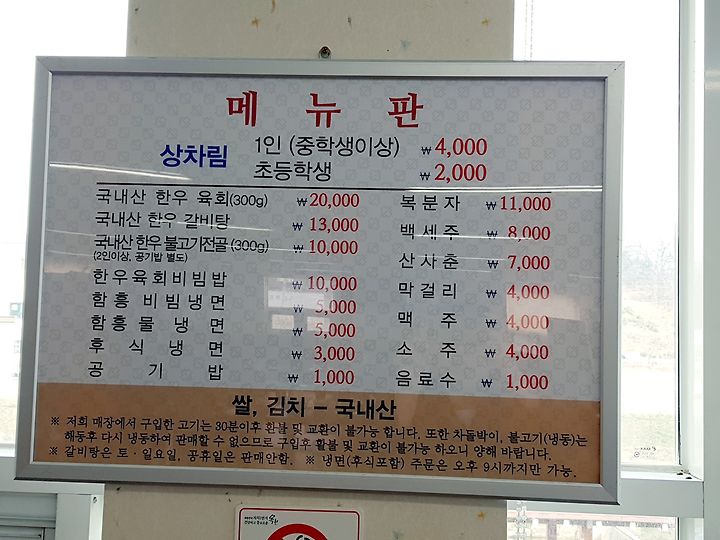 메 뉴 판
상차림 1인 (중학생이상) ₩4,000
초등학생 ₩2,000
국내산 한우 육회(300g) ₩20,000
국내산 한우 갈비탕 ₩13,000
국내산 한우 불고기전골(300g) ₩10,000
(2인이상, 공기밥 별도)
한우육회비빔밥 ₩10,000
함흥 비빔냉면 ₩5,000
함흥물냉면 ₩5,000
후식냉면 ₩3,000
공기밥 ₩1,000
복분자 ₩11,000
백세주 ₩8,000
산사춘 ₩7,000
막걸리 ₩4,000
맥주 ₩4,000
소주 ₩4,000
음료수 ₩1,000
쌀, 김치 - 국내산
※ 저희 매장에서 구입한 고기는 30분이후 환불 및 교환이 불가능 합니다. 또한 차돌박이, 불고기(냉동)는
해동후 다시 냉동하여 판매할 수 없으므로 구입후 환불 및 교환이 불가능 하오니 양해 바랍니다.
※ 갈비탕은 토·일요일, 공휴일은 판매안함. ※ 냉면(후식포함) 주문은 오후 9시까지만 가능.